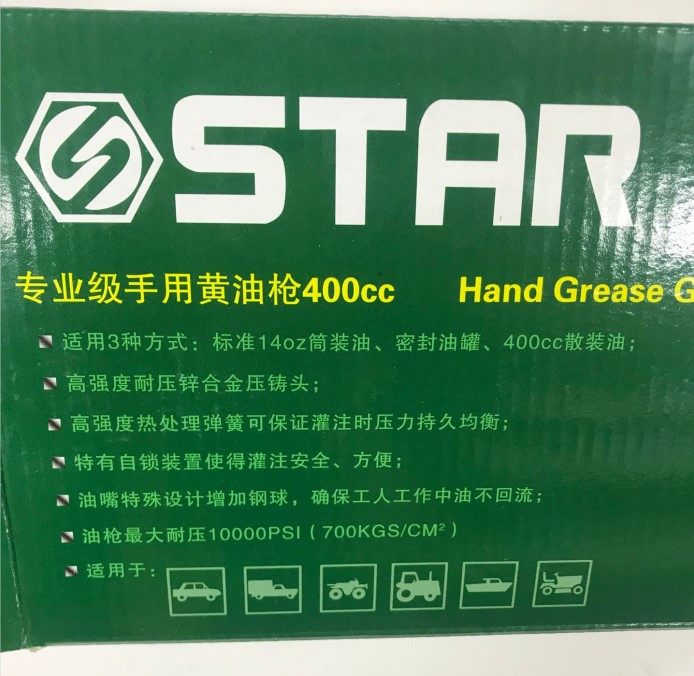 STAR
专业级手用黄油枪400cc Hand Grease
适用3种方式：标准14oz筒装油、密封油罐、400cc散装油；
高强度耐压锌合金压铸头；
高强度热处理弹簧可保证灌注时压力持久均衡；
特有自锁装置使得灌注安全、方便；
油嘴特殊设计增加钢球，确保工人工作中油不回流；
油枪最大耐压10000PSI（700KGS/CM²）
适用于：